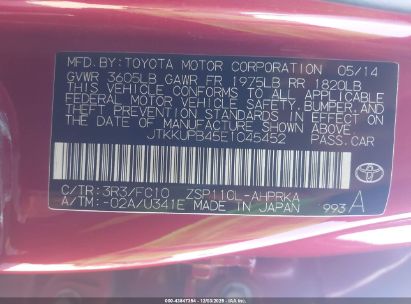 MFD. BY: TOYOTA MOTOR CORPORATION 05/14
GVWR 3605LB GAWR FR 1975LB RR 1820LB
THIS VEHICLE CONFORMS TO ALL APPLICABLE
FEDERAL MOTOR VEHICLE SAFETY, BUMPER, AND
THEFT PREVENTION STANDARDS IN EFFECT ON
THE DATE OF MANUFACTURE SHOWN ABOVE.
JTKKUPB45E1045452 PASS. CAR
C/TR: 3R3/FC10 ZSP110L-AHPRKA
A/TM: -02A/U341E MADE IN JAPAN 993 A